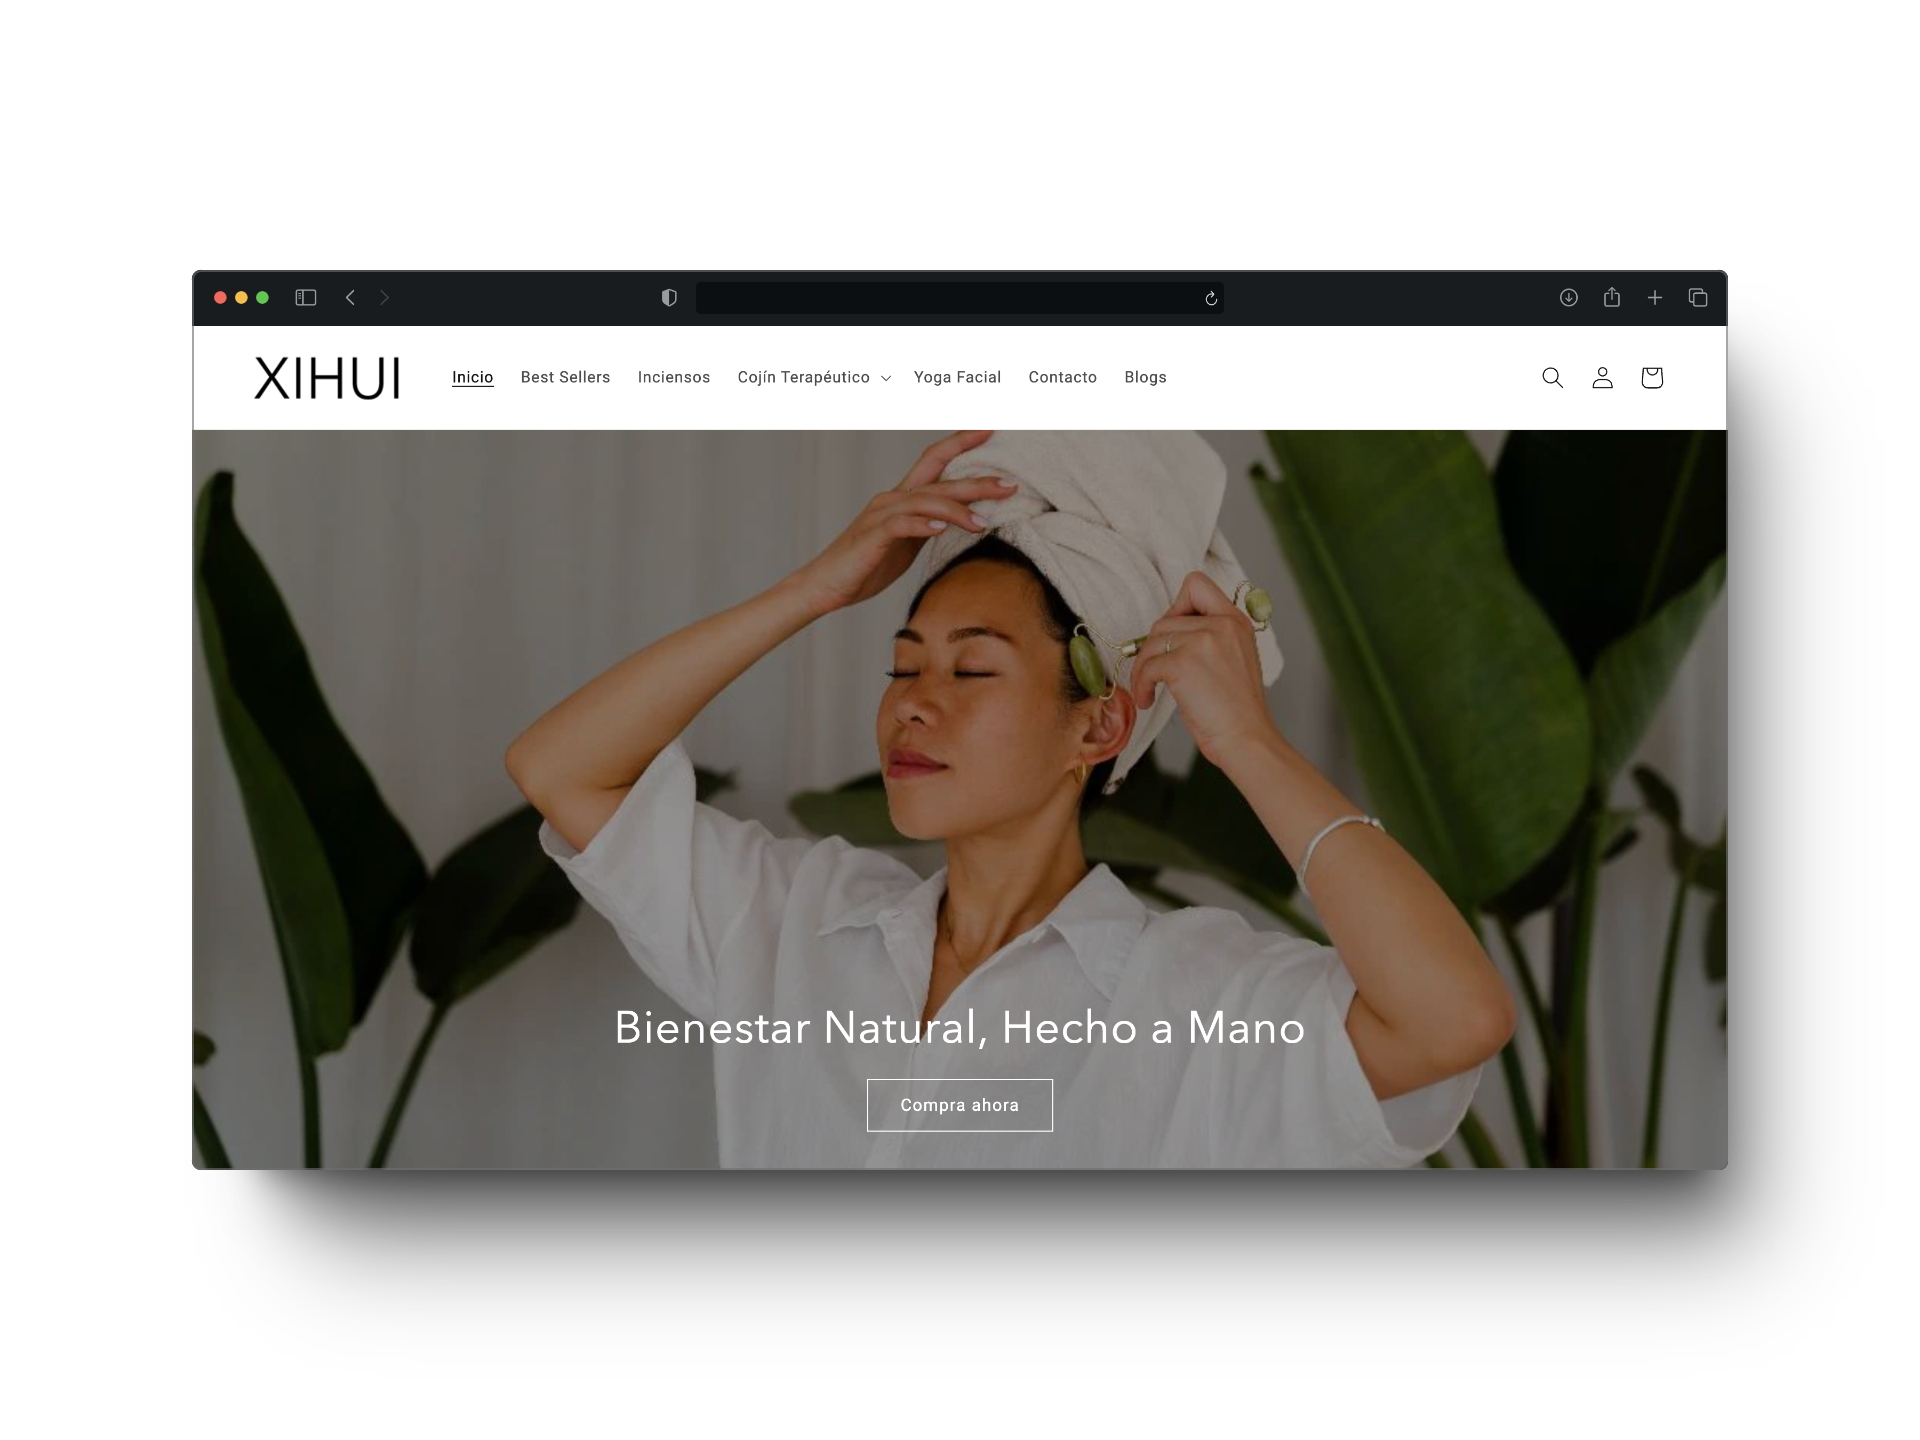 XIHUI
Inicio Best Sellers Inciensos Cojín Terapéutico Yoga Facial Contacto Blogs
Bienestar Natural, Hecho a Mano
Compra ahora